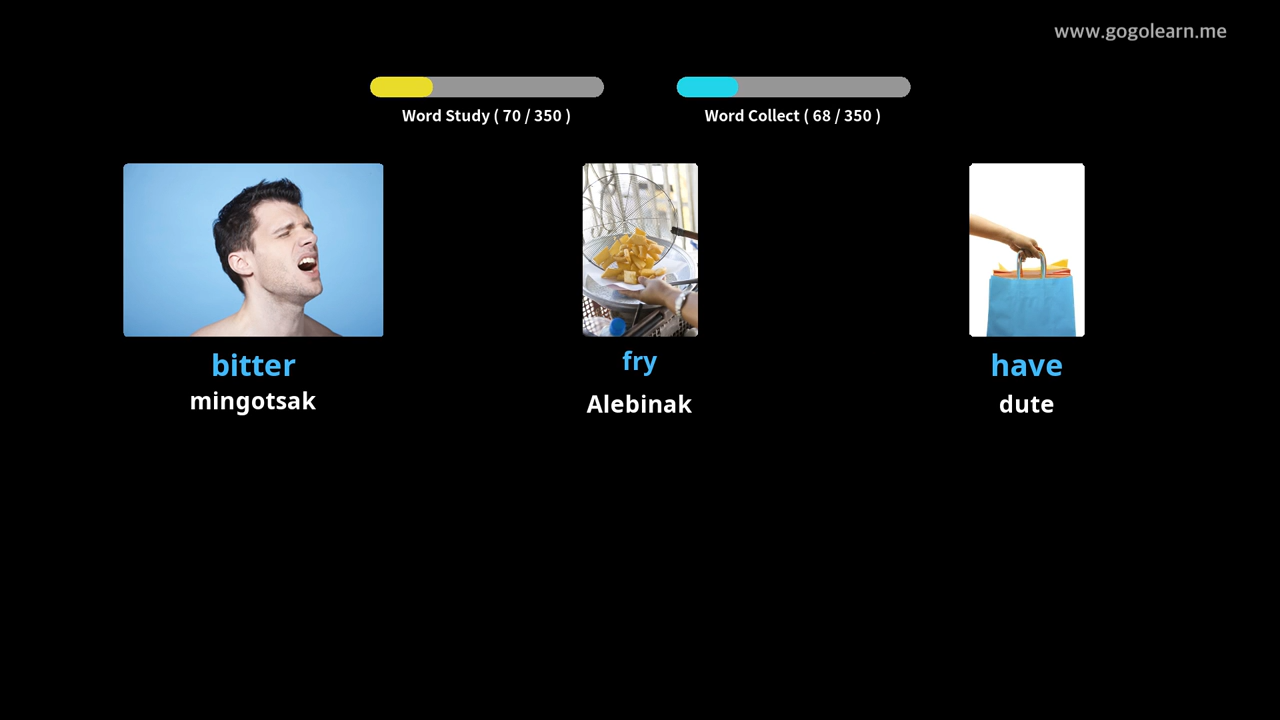 www.gogolearn.me
Word Study ( 70 / 350 )
Word Collect ( 68 / 350 )
bitter
mingotsak
fry
Alebinak
have
dute